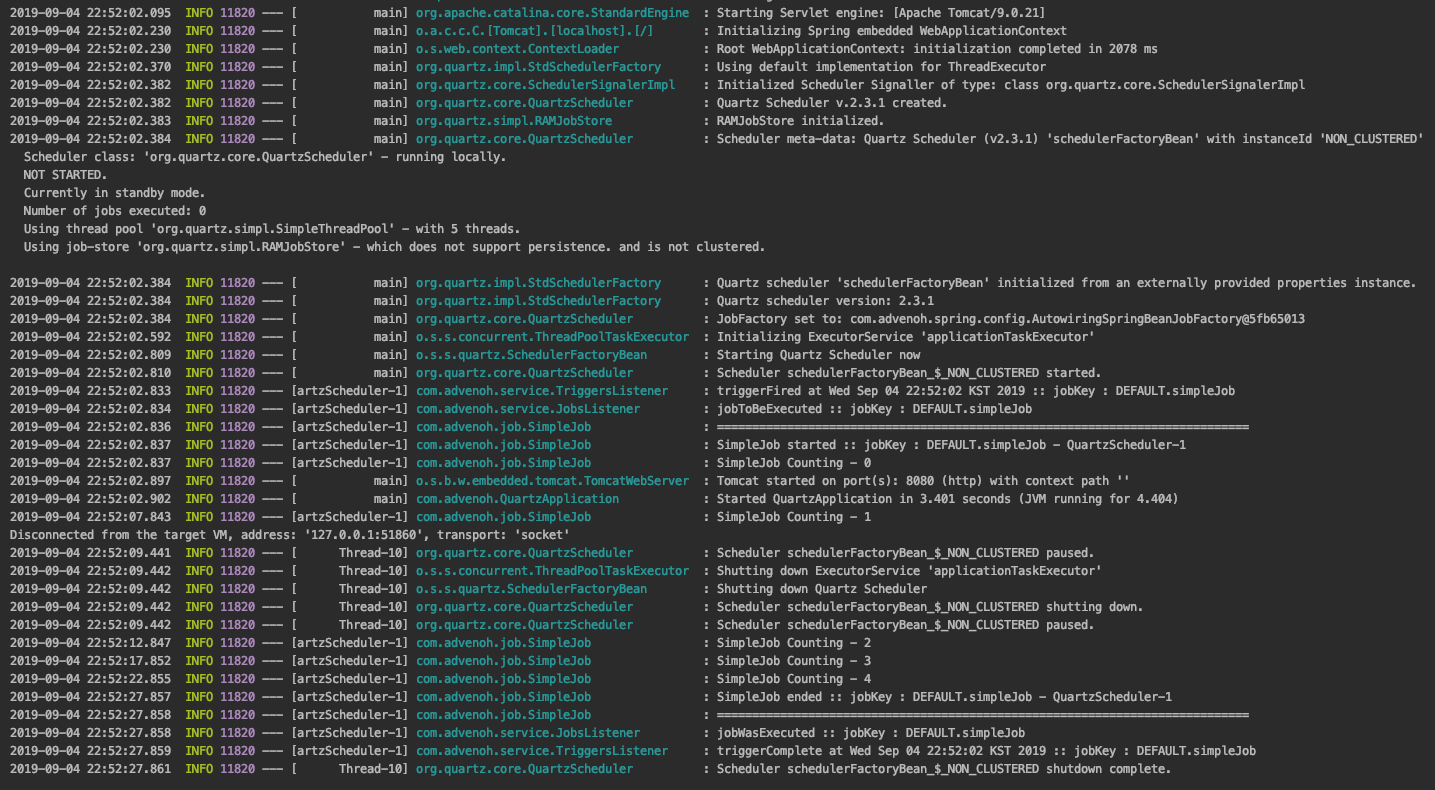 2019-09-04 22:52:02.095  INFO 11820 --- [           main] org.apache.catalina.core.StandardEngine  : Starting Servlet engine: [Apache Tomcat/9.0.21]
2019-09-04 22:52:02.230  INFO 11820 --- [           main] o.a.c.c.C.[Tomcat].[localhost].[/]       : Initializing Spring embedded WebApplicationContext
2019-09-04 22:52:02.230  INFO 11820 --- [           main] o.s.web.context.ContextLoader            : Root WebApplicationContext: initialization completed in 2078 ms
2019-09-04 22:52:02.370  INFO 11820 --- [           main] org.quartz.impl.StdSchedulerFactory      : Using default implementation for ThreadExecutor
2019-09-04 22:52:02.382  INFO 11820 --- [           main] org.quartz.core.SchedulerSignalerImpl    : Initialized Scheduler Signaller of type: class org.quartz.core.SchedulerSignalerImpl
2019-09-04 22:52:02.382  INFO 11820 --- [           main] org.quartz.core.QuartzScheduler          : Quartz Scheduler v.2.3.1 created.
2019-09-04 22:52:02.383  INFO 11820 --- [           main] org.quartz.simpl.RAMJobStore             : RAMJobStore initialized.
2019-09-04 22:52:02.384  INFO 11820 --- [           main] org.quartz.core.QuartzScheduler          : Scheduler meta-data: Quartz Scheduler (v2.3.1) 'schedulerFactoryBean' with instanceId 'NON_CLUSTERED'
  Scheduler class: 'org.quartz.core.QuartzScheduler' - running locally.
  NOT STARTED.
  Currently in standby mode.
  Number of jobs executed: 0
  Using thread pool 'org.quartz.simpl.SimpleThreadPool' - with 5 threads.
  Using job-store 'org.quartz.simpl.RAMJobStore' - which does not support persistence. and is not clustered.
2019-09-04 22:52:02.384  INFO 11820 --- [           main] org.quartz.impl.StdSchedulerFactory      : Quartz scheduler 'schedulerFactoryBean' initialized from an externally provided properties instance.
2019-09-04 22:52:02.384  INFO 11820 --- [           main] org.quartz.impl.StdSchedulerFactory      : Quartz scheduler version: 2.3.1
2019-09-04 22:52:02.384  INFO 11820 --- [           main] org.quartz.core.QuartzScheduler          : JobFactory set to: com.advenoh.spring.config.AutowiringSpringBeanJobFactory@5fb65013
2019-09-04 22:52:02.592  INFO 11820 --- [           main] o.s.s.concurrent.ThreadPoolTaskExecutor  : Initializing ExecutorService 'applicationTaskExecutor'
2019-09-04 22:52:02.809  INFO 11820 --- [           main] o.s.s.quartz.SchedulerFactoryBean        : Starting Quartz Scheduler now
2019-09-04 22:52:02.810  INFO 11820 --- [           main] org.quartz.core.QuartzScheduler          : Scheduler schedulerFactoryBean_$_NON_CLUSTERED started.
2019-09-04 22:52:02.833  INFO 11820 --- [artzScheduler-1] com.advenoh.service.TriggersListener     : triggerFired at Wed Sep 04 22:52:02 KST 2019 :: jobKey : DEFAULT.simpleJob
2019-09-04 22:52:02.834  INFO 11820 --- [artzScheduler-1] com.advenoh.service.JobsListener         : jobToBeExecuted :: jobKey : DEFAULT.simpleJob
2019-09-04 22:52:02.836  INFO 11820 --- [artzScheduler-1] com.advenoh.job.SimpleJob                : ============================================================================
2019-09-04 22:52:02.837  INFO 11820 --- [artzScheduler-1] com.advenoh.job.SimpleJob                : SimpleJob started :: jobKey : DEFAULT.simpleJob - QuartzScheduler-1
2019-09-04 22:52:02.837  INFO 11820 --- [artzScheduler-1] com.advenoh.job.SimpleJob                : SimpleJob Counting - 0
2019-09-04 22:52:02.897  INFO 11820 --- [           main] o.s.b.w.embedded.tomcat.TomcatWebServer  : Tomcat started on port(s): 8080 (http) with context path ''
2019-09-04 22:52:02.902  INFO 11820 --- [           main] com.advenoh.QuartzApplication            : Started QuartzApplication in 3.401 seconds (JVM running for 4.404)
2019-09-04 22:52:07.843  INFO 11820 --- [artzScheduler-1] com.advenoh.job.SimpleJob                : SimpleJob Counting - 1
Disconnected from the target VM, address: '127.0.0.1:51860', transport: 'socket'
2019-09-04 22:52:09.441  INFO 11820 --- [      Thread-10] org.quartz.core.QuartzScheduler          : Scheduler schedulerFactoryBean_$_NON_CLUSTERED paused.
2019-09-04 22:52:09.442  INFO 11820 --- [      Thread-10] o.s.s.concurrent.ThreadPoolTaskExecutor  : Shutting down ExecutorService 'applicationTaskExecutor'
2019-09-04 22:52:09.442  INFO 11820 --- [      Thread-10] o.s.s.quartz.SchedulerFactoryBean        : Shutting down Quartz Scheduler
2019-09-04 22:52:09.442  INFO 11820 --- [      Thread-10] org.quartz.core.QuartzScheduler          : Scheduler schedulerFactoryBean_$_NON_CLUSTERED shutting down.
2019-09-04 22:52:09.442  INFO 11820 --- [      Thread-10] org.quartz.core.QuartzScheduler          : Scheduler schedulerFactoryBean_$_NON_CLUSTERED paused.
2019-09-04 22:52:12.847  INFO 11820 --- [artzScheduler-1] com.advenoh.job.SimpleJob                : SimpleJob Counting - 2
2019-09-04 22:52:17.852  INFO 11820 --- [artzScheduler-1] com.advenoh.job.SimpleJob                : SimpleJob Counting - 3
2019-09-04 22:52:22.855  INFO 11820 --- [artzScheduler-1] com.advenoh.job.SimpleJob                : SimpleJob Counting - 4
2019-09-04 22:52:27.857  INFO 11820 --- [artzScheduler-1] com.advenoh.job.SimpleJob                : SimpleJob ended :: jobKey : DEFAULT.simpleJob - QuartzScheduler-1
2019-09-04 22:52:27.858  INFO 11820 --- [artzScheduler-1] com.advenoh.job.SimpleJob                : ============================================================================
2019-09-04 22:52:27.858  INFO 11820 --- [artzScheduler-1] com.advenoh.service.JobsListener         : jobWasExecuted :: jobKey : DEFAULT.simpleJob
2019-09-04 22:52:27.859  INFO 11820 --- [artzScheduler-1] com.advenoh.service.TriggersListener     : triggerComplete at Wed Sep 04 22:52:02 KST 2019 :: jobKey : DEFAULT.simpleJob
2019-09-04 22:52:27.861  INFO 11820 --- [      Thread-10] org.quartz.core.QuartzScheduler          : Scheduler schedulerFactoryBean_$_NON_CLUSTERED shutdown complete.